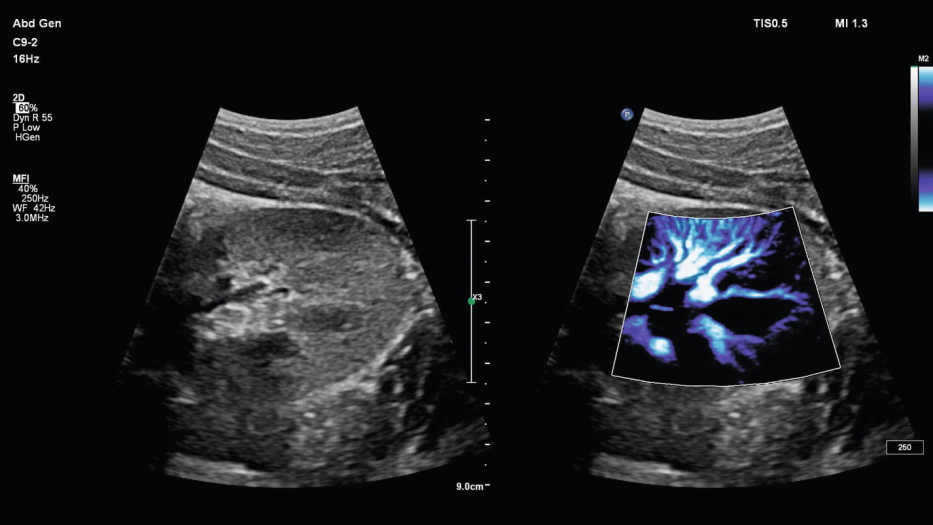 Abd Gen
C9-2
16Hz
2D
60%
Dyn R 55
P Low
HGen
MFI
40%
250Hz
WF 42Hz
3.0MHz
TIS0.5 MI 1.3
M2
P
X3
250
9.0cm